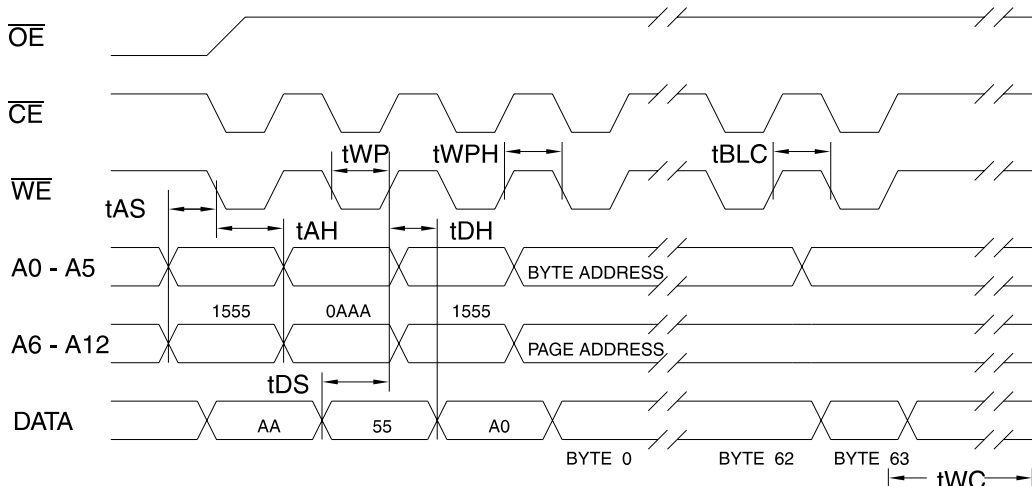 OE
CE
tWP
tWPH
tBLC
WE
tAS
tAH
tDH
A0 - A5
BYTE ADDRESS
1555
0AAA
1555
A6 - A12
PAGE ADDRESS
tDS
DATA
AA
55
A0
BYTE 0
BYTE 62
BYTE 63
tWC